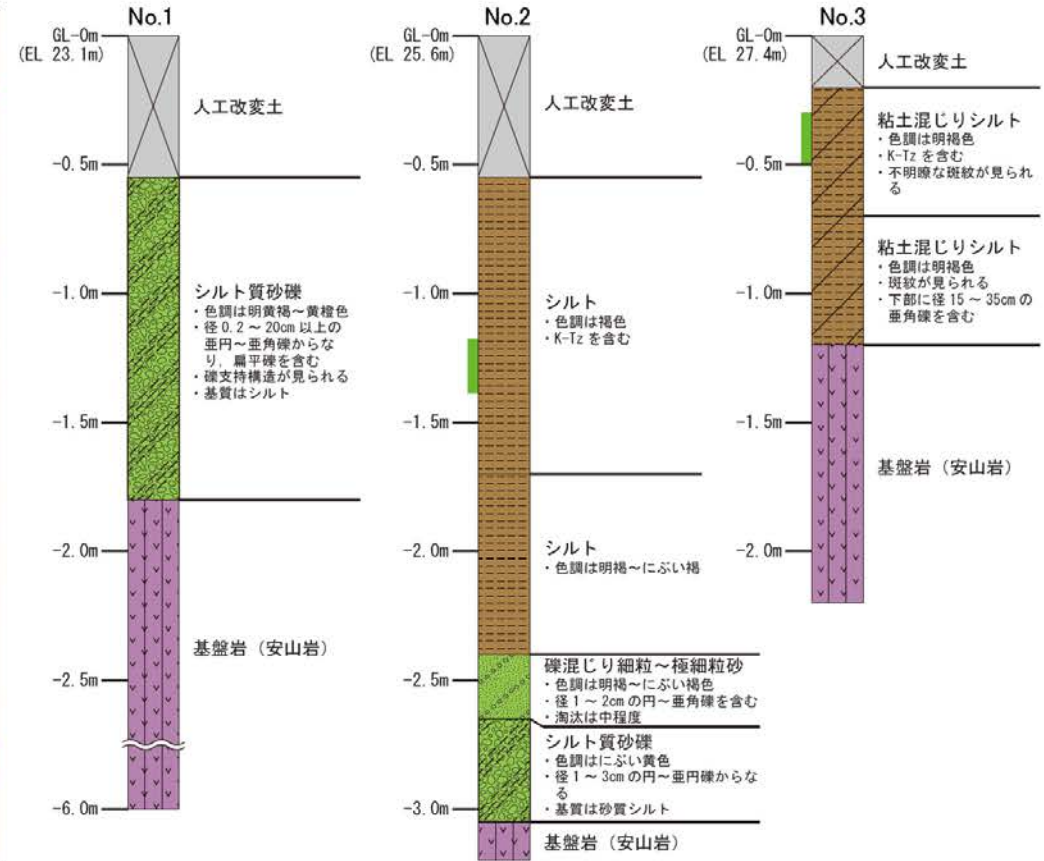 No.1
GL-0m
(EL 23.1m)
-0.5m
-1.0m
-1.5m
-2.0m
-2.5m
-6.0m
人工改変土
シルト質砂礫
・色調は明黄褐～黄橙色
・径0.2～20cm以上の
亜円～亜角礫からな
り，扁平礫を含む
・礫支持構造が見られる
・基質はシルト
基盤岩（安山岩）
No.2
GL-0m
(EL 25.6m)
-0.5m
-1.0m
-1.5m
-2.0m
-2.5m
-3.0m
人工改変土
シルト
・色調は褐色
・K-Tzを含む
シルト
・色調は明褐～にぶい褐
礫混じり細粒～極細粒砂
・色調は明褐～にぶい褐色
・径1～2cmの円～亜角礫を含む
・淘汰は中程度
シルト質砂礫
・色調はにぶい黄色
・径1～3cmの円～亜円礫からな
る
・基質は砂質シルト
基盤岩（安山岩）
No.3
GL-0m
(EL 27.4m)
-0.5m
-1.0m
-1.5m
-2.0m
人工改変土
粘土混じりシルト
・色調は明褐色
・K-Tzを含む
・不明瞭な斑紋が見られ
る
粘土混じりシルト
・色調は明褐色
・斑紋が見られる
・下部に径15～35cmの
亜角礫を含む
基盤岩（安山岩）